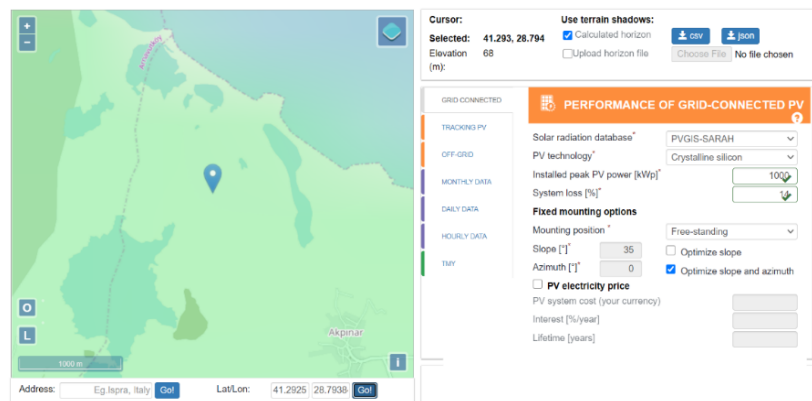 +
−
Arnavutköy
Akpınar
O
L
i
1000 m
Address: Eg.Ispra, Italy Go! Lat/Lon: 41.2925 28.7938 Go!
Cursor:
Selected: 41.293, 28.794
Elevation 68
(m):
Use terrain shadows:
Calculated horizon csv json
Upload horizon file Choose File No file chosen
GRID CONNECTED
TRACKING PV
OFF-GRID
MONTHLY DATA
DAILY DATA
HOURLY DATA
TMY
PERFORMANCE OF GRID-CONNECTED PV
?
Solar radiation database* PVGIS-SARAH
PV technology* Crystalline silicon
Installed peak PV power [kWp]* 1000
System loss [%]* 14
Fixed mounting options
Mounting position * Free-standing
Slope [°]* 35 Optimize slope
Azimuth [°]* 0 Optimize slope and azimuth
PV electricity price
PV system cost (your currency)
Interest [%/year]
Lifetime [years]